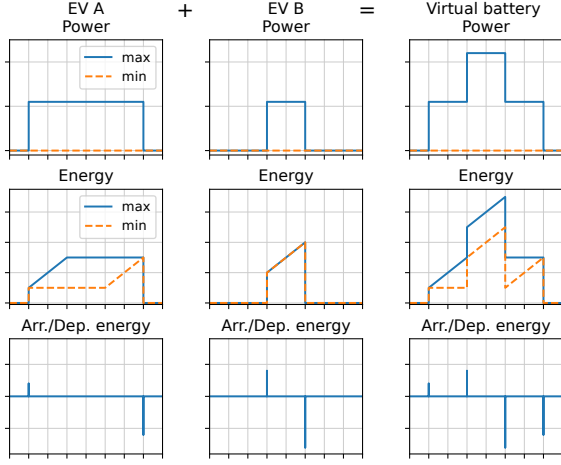 EV A + EV B = Virtual battery
Power Power Power
max
min
Energy Energy Energy
max
min
Arr./Dep. energy Arr./Dep. energy Arr./Dep. energy